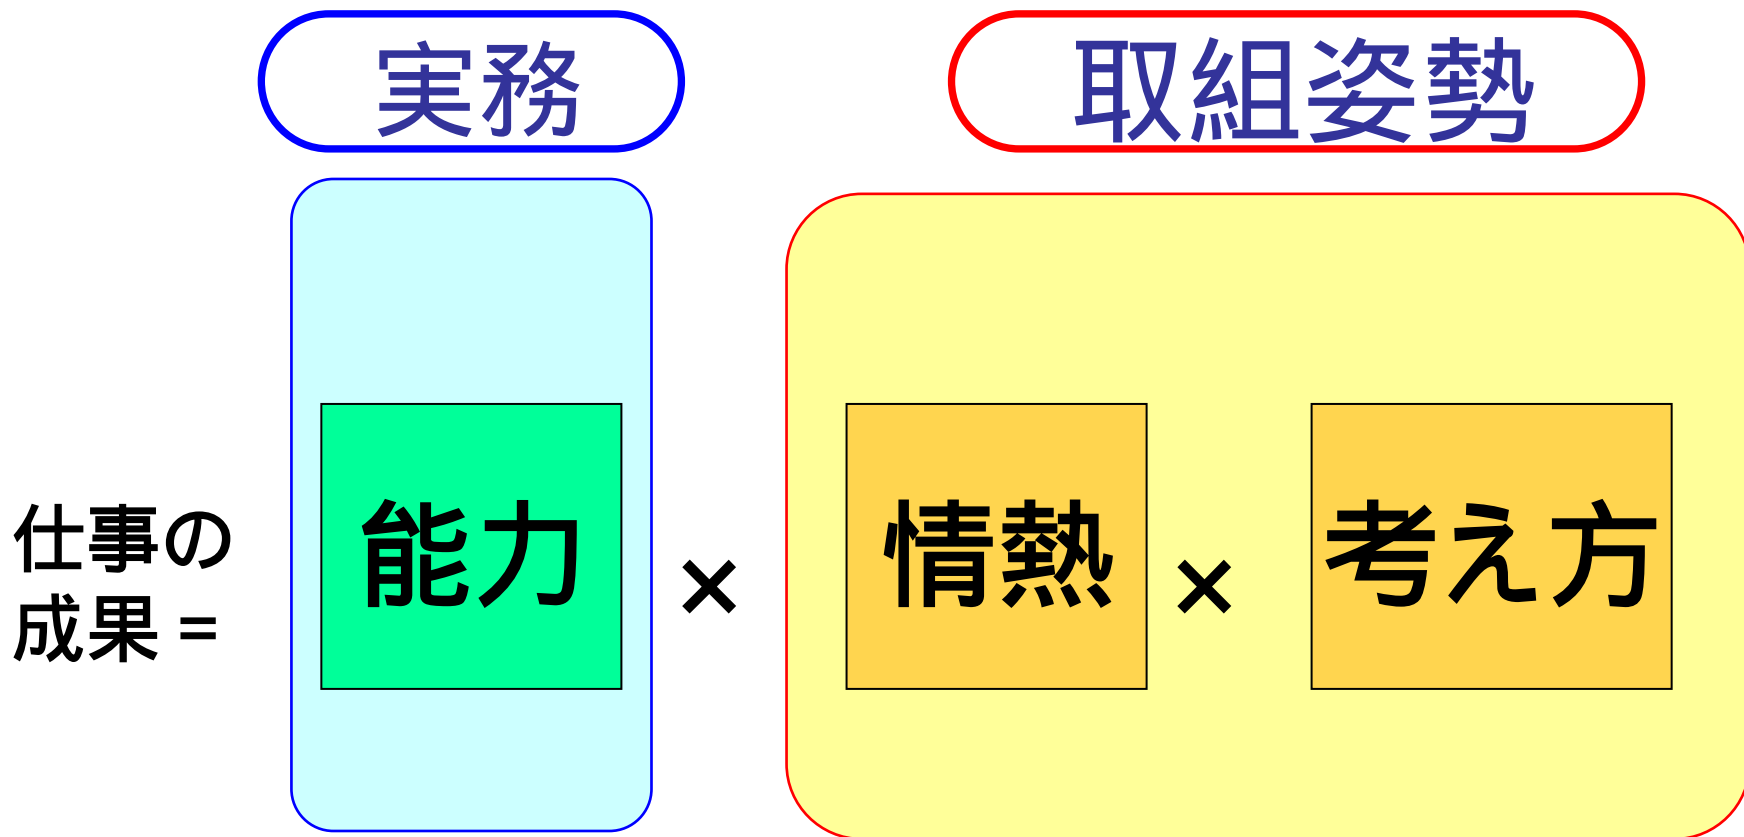 実務
取組姿勢
仕事の
成果 =
能力
×
情熱
×
考え方